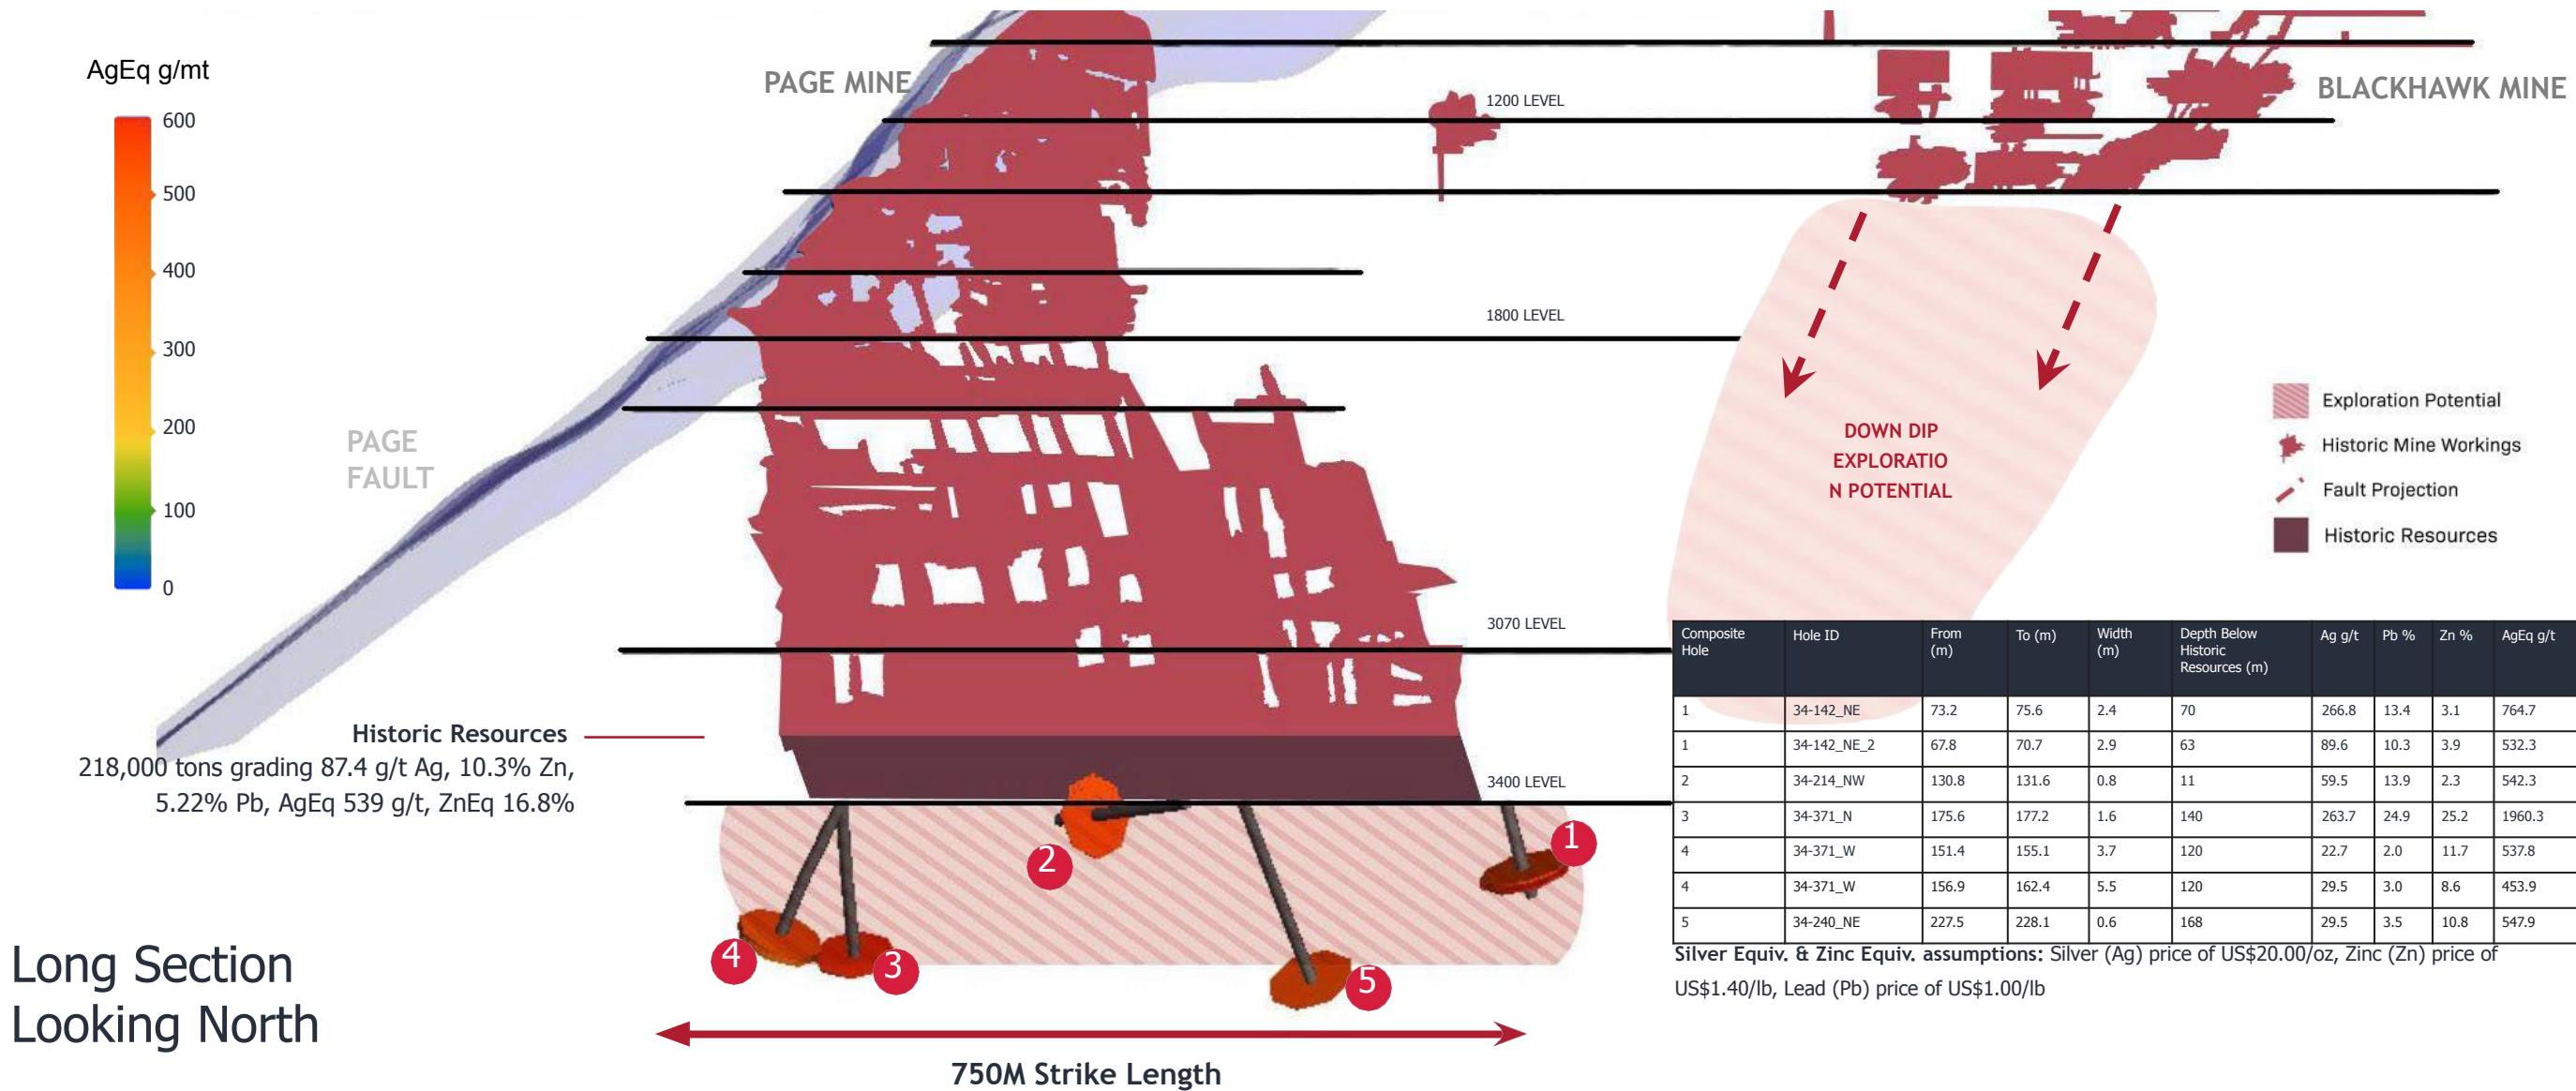 AgEq g/mt
600
500
400
300
200
100
0
PAGE MINE
BLACKHAWK MINE
1200 LEVEL
1800 LEVEL
PAGE
FAULT
DOWN DIP
EXPLORATIO
N POTENTIAL
Exploration Potential
Historic Mine Workings
Fault Projection
Historic Resources
3070 LEVEL
3400 LEVEL
Historic Resources
218,000 tons grading 87.4 g/t Ag, 10.3% Zn,
5.22% Pb, AgEq 539 g/t, ZnEq 16.8%
1
2
3
4
5
Composite Hole Hole ID From (m) To (m) Width (m) Depth Below Historic Resources (m) Ag g/t Pb % Zn % AgEq g/t
1 34-142_NE 73.2 75.6 2.4 70 266.8 13.4 3.1 764.7
1 34-142_NE_2 67.8 70.7 2.9 63 89.6 10.3 3.9 532.3
2 34-214_NW 130.8 131.6 0.8 11 59.5 13.9 2.3 542.3
3 34-371_N 175.6 177.2 1.6 140 263.7 24.9 25.2 1960.3
4 34-371_W 151.4 155.1 3.7 120 22.7 2.0 11.7 537.8
4 34-371_W 156.9 162.4 5.5 120 29.5 3.0 8.6 453.9
5 34-240_NE 227.5 228.1 0.6 168 29.5 3.5 10.8 547.9
Silver Equiv. & Zinc Equiv. assumptions: Silver (Ag) price of US$20.00/oz, Zinc (Zn) price of
US$1.40/lb, Lead (Pb) price of US$1.00/lb
Long Section
Looking North
750M Strike Length